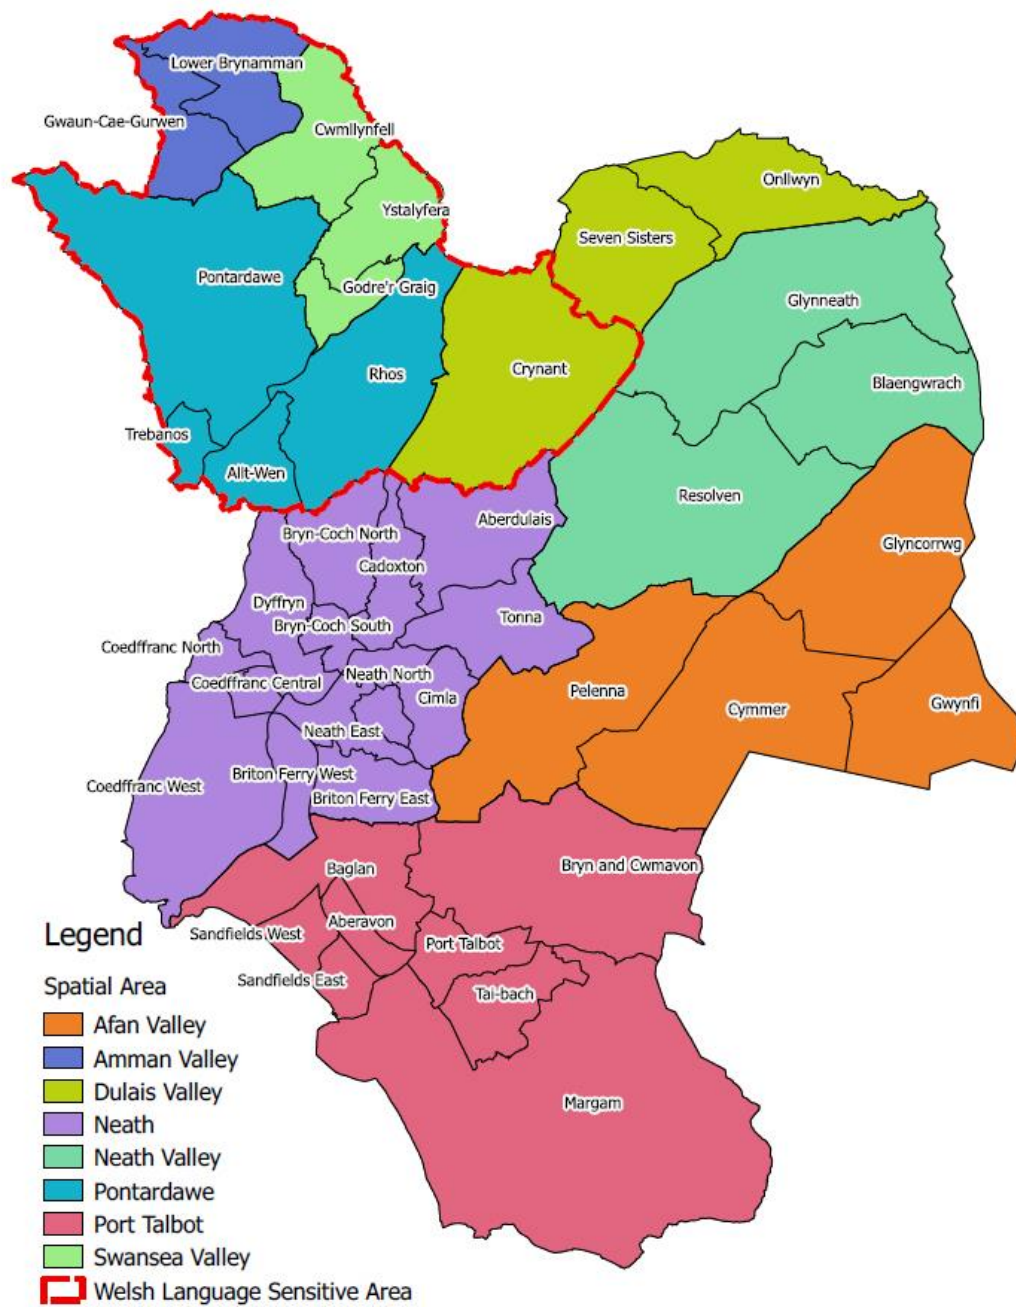 Lower Brynamman
Gwaun-Cae-Gurwen
Cwmllynfell
Onllwyn
Ystalyfera
Seven Sisters
Pontardawe
Godre'r Graig
Glynneath
Rhos
Crynant
Blaengwrach
Trebanos
Allt-Wen
Resolven
Aberdulais
Bryn-Coch North
Glyncorrwg
Cadoxton
Dyffryn
Tonna
Bryn-Coch South
Coedffranc North
Neath North
Coedffranc Central
Pelenna
Cimla
Gwynfi
Cymmer
Neath East
Briton Ferry West
Coedffranc West
Briton Ferry East
Bryn and Cwmavon
Baglan
Aberavon
Sandfields West
Port Talbot
Sandfields East
Tai-bach
Margam
Legend
Spatial Area
Afan Valley
Amman Valley
Dulais Valley
Neath
Neath Valley
Pontardawe
Port Talbot
Swansea Valley
Welsh Language Sensitive Area